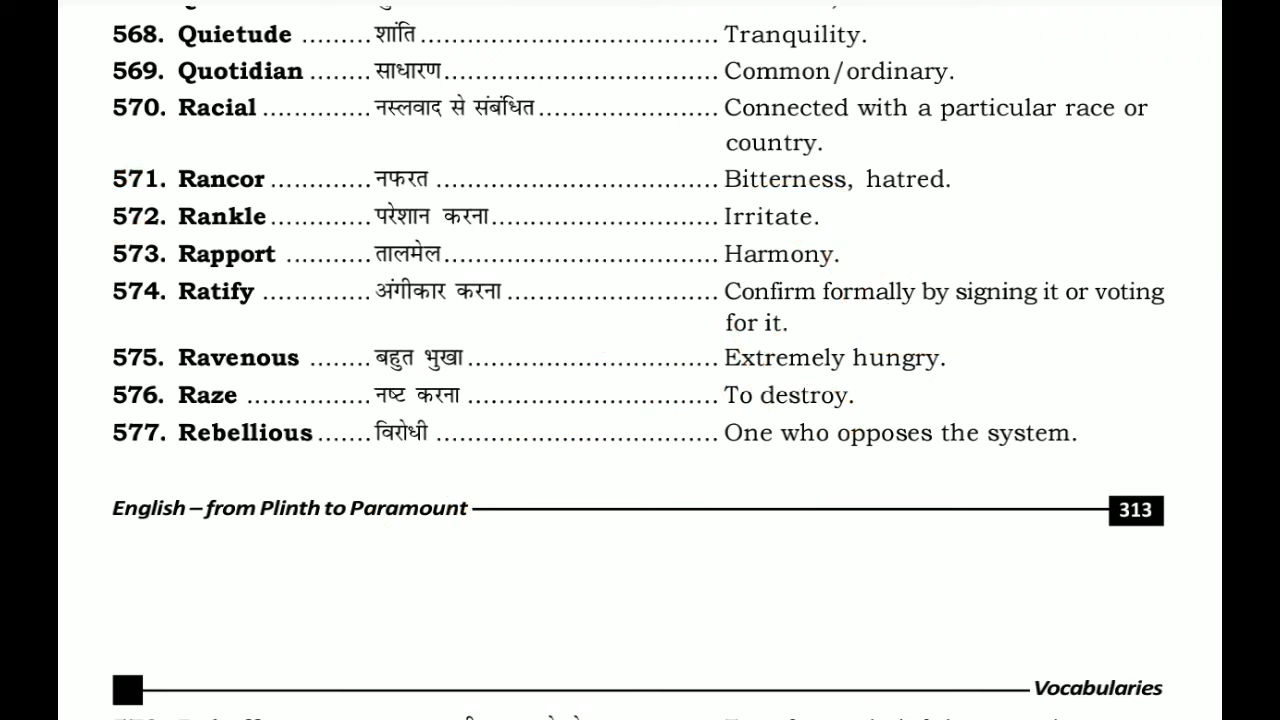 568. Quietude ......... शांति ................................... Tranquility.
569. Quotidian ........ साधारण ................................ Common/ordinary.
570. Racial .............. नस्लवाद से संबंधित ....................... Connected with a particular race or
country.
571. Rancor ............. नफरत ................................. Bitterness, hatred.
572. Rankle ............. परेशान करना ............................. Irritate.
573. Rapport ........... तालमेल ................................ Harmony.
574. Ratify .............. अंगीकार करना ........................... Confirm formally by signing it or voting
for it.
575. Ravenous ........ बहुत भुखा ................................ Extremely hungry.
576. Raze ................ नष्ट करना ................................ To destroy.
577. Rebellious ....... विरोधी .................................... One who opposes the system.
English – from Plinth to Paramount 313
Vocabularies